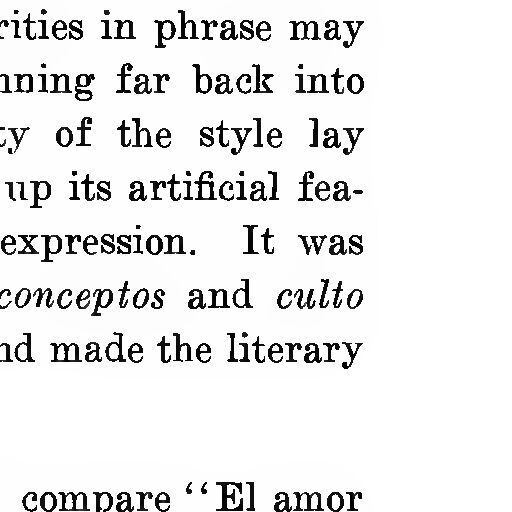 rities in phrase may
nning far back into
ty of the style lay
up its artificial fea-
expression. It was
conceptos and culto
nd made the literary
compare “El amor